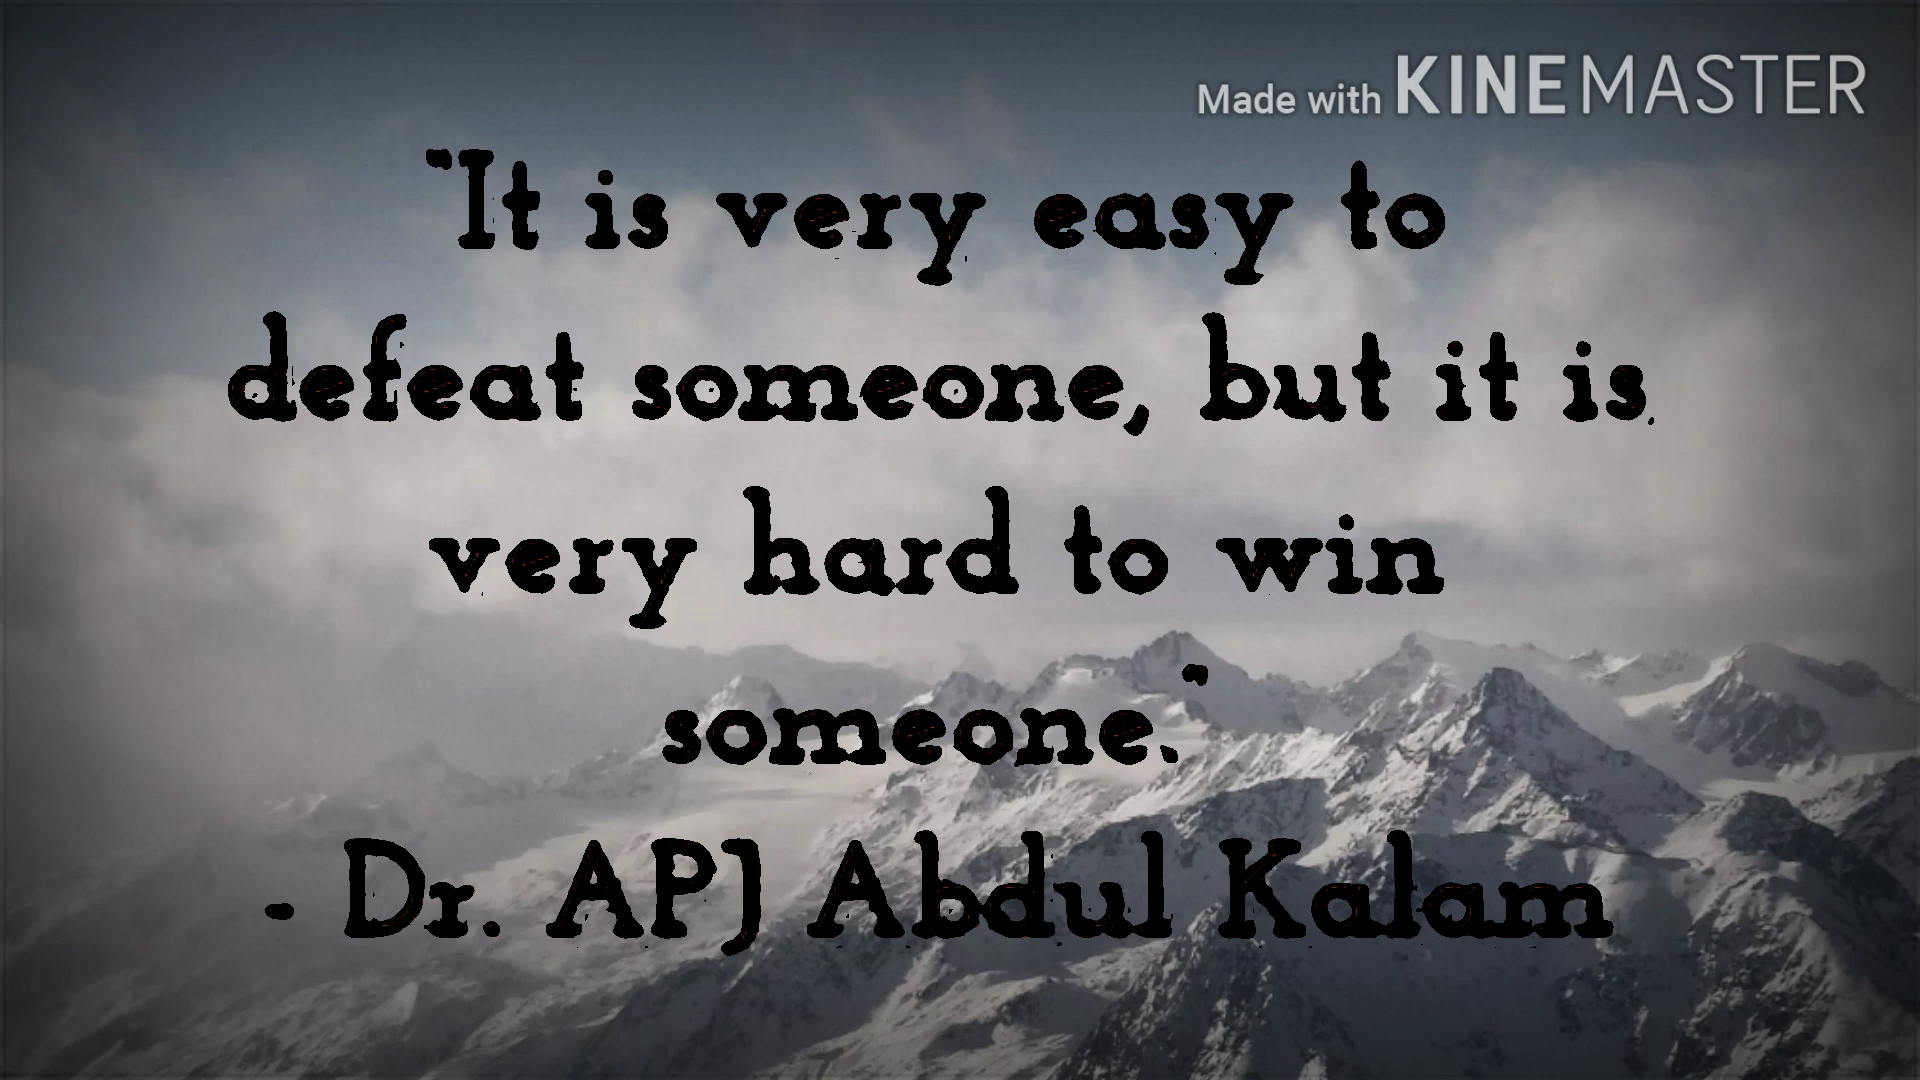 Made with KINEMASTER
"It is very easy to
defeat someone, but it is
very hard to win
someone."
- Dr. APJ Abdul Kalam